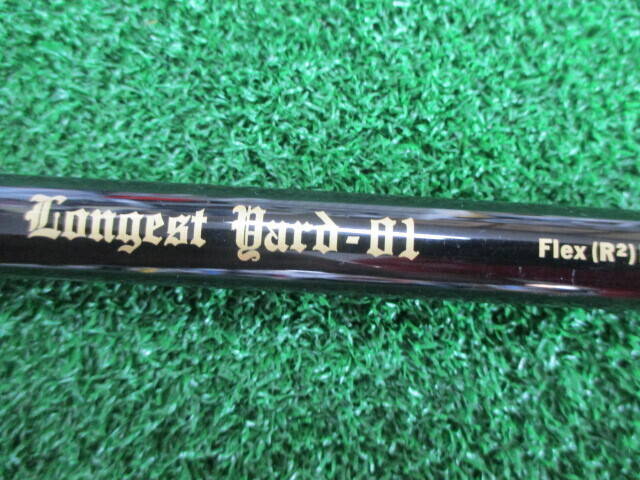 Longest Yard-01 Flex (R²)